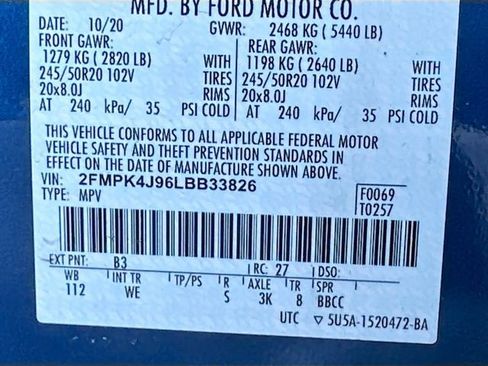 MFD. BY FORD MOTOR CO.
DATE: 10/20 GVWR: 2468 KG ( 5440 LB)
FRONT GAWR: REAR GAWR:
1279 KG ( 2820 LB) 1198 KG ( 2640 LB) WITH
245/50R20 102V TIRES 245/50R20 102V TIRES
20x8.0J RIMS 20x8.0J RIMS
AT 240 kPa/ 35 PSI COLD AT 240 kPa/ 35 PSI COLD
THIS VEHICLE CONFORMS TO ALL APPLICABLE FEDERAL MOTOR
VEHICLE SAFETY AND BUMPER AND THEFT PREVENTION STANDARDS IN
EFFECT ON THE DATE OF MANUFACTURE SHOWN ABOVE.
VIN: 2FMPK4J96LBB33826 F0069
TYPE: MPV T0257
EXT PNT: B3 RC: 27 DSO:
WB INT TR TP/PS R AXLE TR SPR
112 WE S 3K 8 BBCC
UTC ▽ 5U5A-1520472-BA